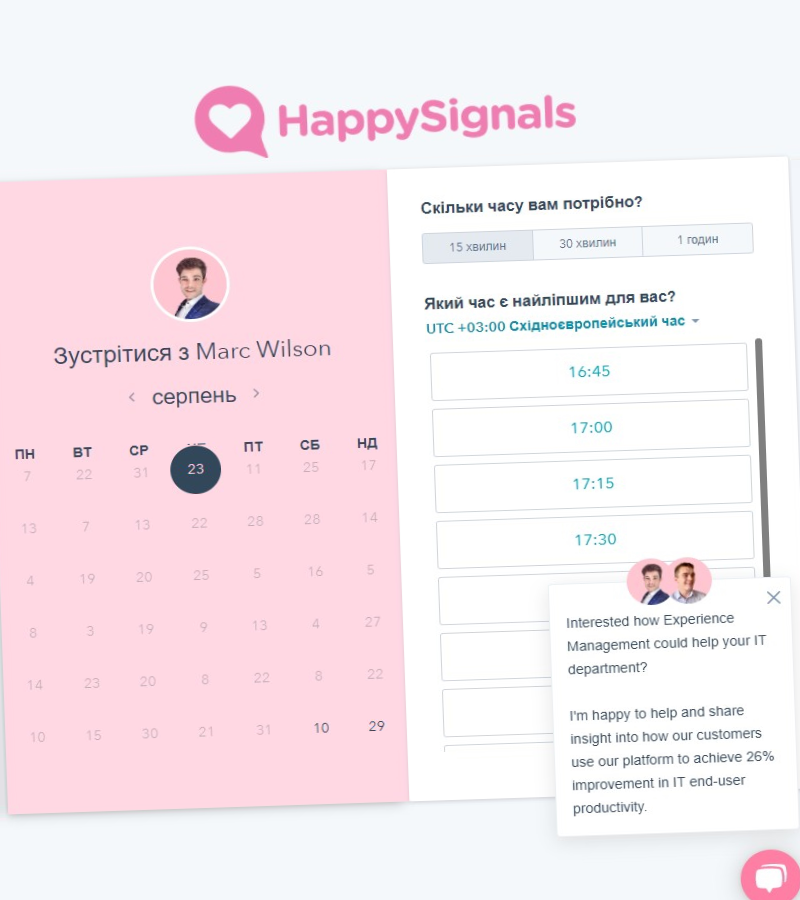 HappySignals
Зустрітися з Marc Wilson
серпень
ПН ВТ СР ПТ СБ НД
7 22 31 23 11 25 17
13 7 13 22 28 28 14
4 19 20 25 5 16 5
8 3 19 9 13 4 27
14 23 20 8 22 8 22
10 15 30 21 31 10 29
Скільки часу вам потрібно?
15 хвилин 30 хвилин 1 годин
Який час є найліпшим для вас?
UTC +03:00 Східноєвропейський час
16:45
17:00
17:15
17:30
Interested how Experience
Management could help your IT
department?
I'm happy to help and share
insight into how our customers
use our platform to achieve 26%
improvement in IT end-user
productivity.